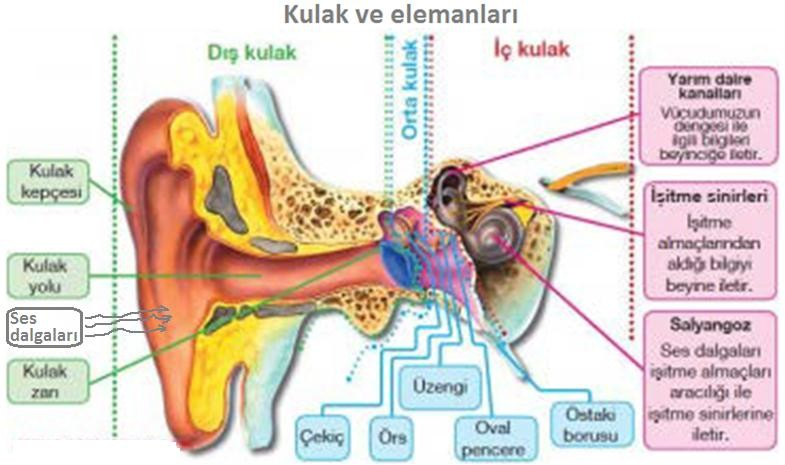 Kulak ve elemanları
Dış kulak
Orta kulak
İç kulak
Kulak
kepçesi
Kulak
yolu
Ses
dalgaları
Kulak
zarı
Çekiç
Örs
Üzengi
Oval
pencere
Östaki
borusu
Yarım daire
kanalları
Vücudumuzun
dengesi ile
ilgili bilgileri
beyinciğe iletir.
İşitme sinirleri
İşitme
almaçlarından
aldığı bilgiyi
beyine iletir.
Salyangoz
Ses dalgaları
işitme almaçları
aracılığı ile
işitme sinirlerine
iletir.